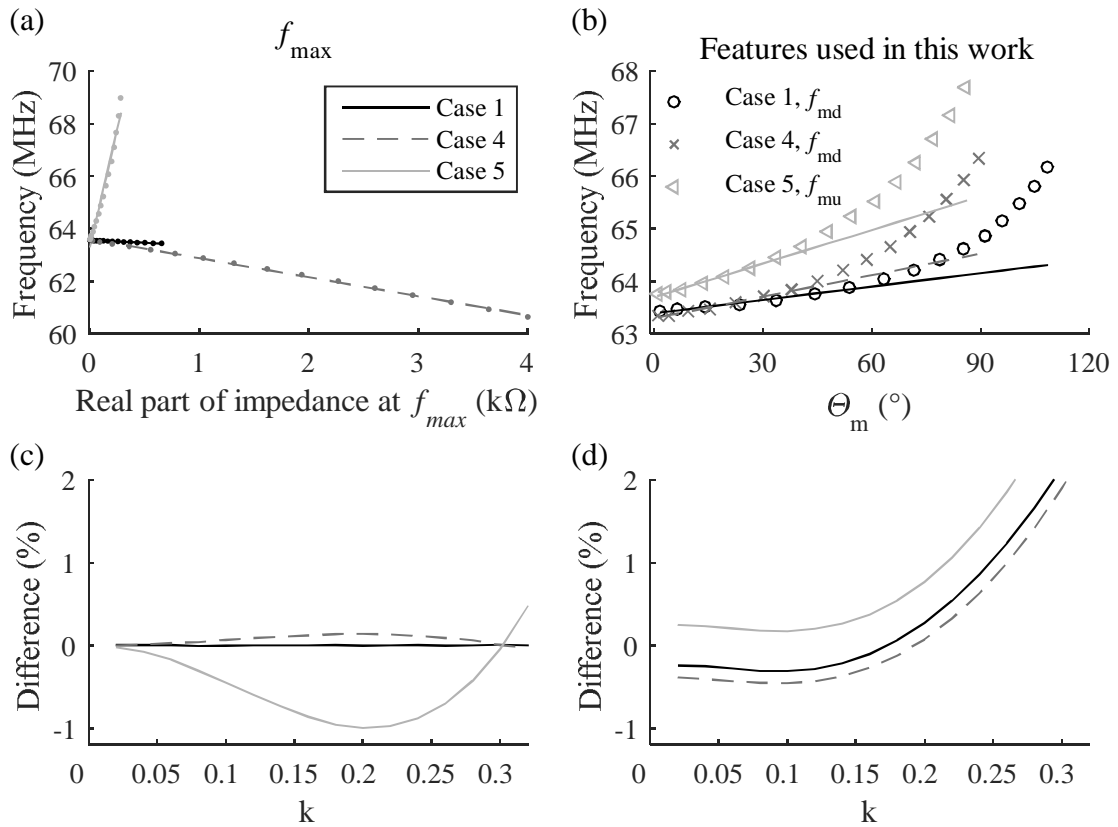 (a)
f_max
Frequency (MHz)
70
68
66
64
62
60
0 1 2 3 4
Real part of impedance at f_max (kΩ)
Case 1
Case 4
Case 5
(b)
Features used in this work
Frequency (MHz)
68
67
66
65
64
63
0 30 60 90 120
Θ_m (°)
Case 1, f_md
Case 4, f_md
Case 5, f_mu
(c)
Difference (%)
2
1
0
-1
0 0.05 0.1 0.15 0.2 0.25 0.3
k
(d)
Difference (%)
2
1
0
-1
0 0.05 0.1 0.15 0.2 0.25 0.3
k